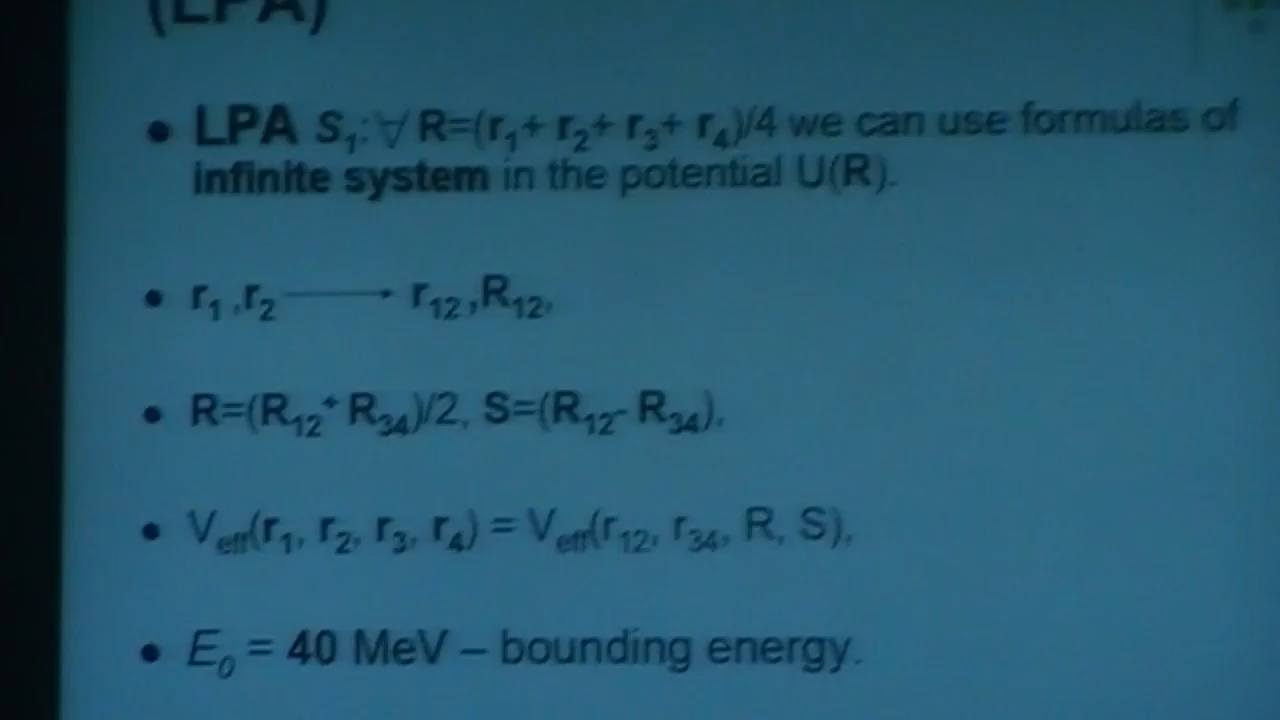 (LPA)
• LPA S₁: ∀ R=(r₁+ r₂+ r₃+ r₄)/4 we can use formulas of
infinite system in the potential U(R).
• r₁,r₂ ⟶ r₁₂,R₁₂,
• R=(R₁₂+ R₃₄)/2, S=(R₁₂- R₃₄),
• V_eff(r₁, r₂, r₃, r₄) = V_eff(r₁₂, r₃₄, R, S),
• E₀ = 40 MeV – bounding energy.